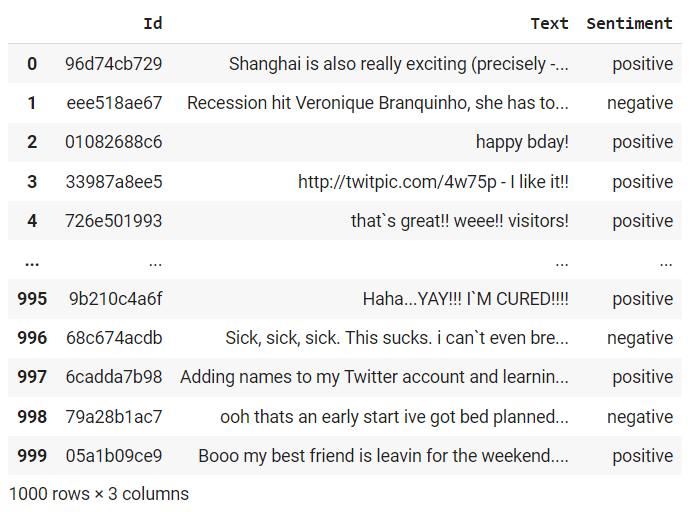 Id Text Sentiment
0 96d74cb729 Shanghai is also really exciting (precisely -... positive
1 eee518ae67 Recession hit Veronique Branquinho, she has to... negative
2 01082688c6 happy bday! positive
3 33987a8ee5 http://twitpic.com/4w75p - I like it!! positive
4 726e501993 that`s great!! weee!! visitors! positive
... ... ... ...
995 9b210c4a6f Haha...YAY!!! I`M CURED!!!! positive
996 68c674acdb Sick, sick, sick. This sucks. i can`t even bre... negative
997 6cadda7b98 Adding names to my Twitter account and learnin... positive
998 79a28b1ac7 ooh thats an early start ive got bed planned... negative
999 05a1b09ce9 Booo my best friend is leavin for the weekend.... positive
1000 rows × 3 columns